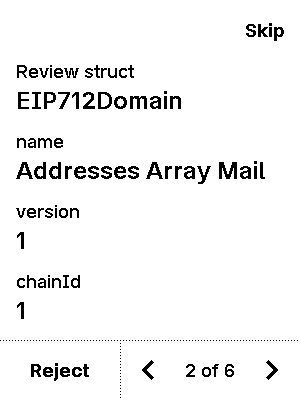 Skip
Review struct
EIP712Domain
name
Addresses Array Mail
version
1
chainId
1
Reject
2 of 6